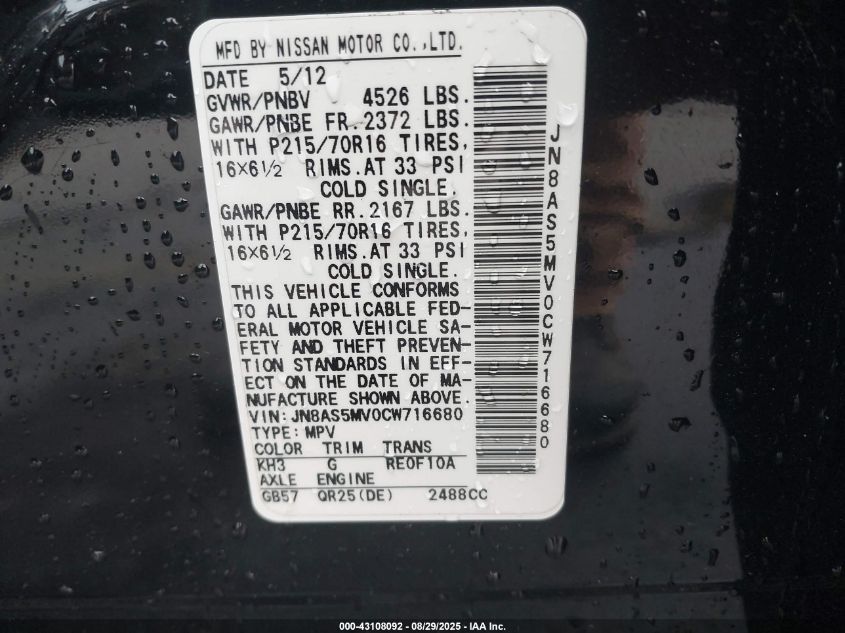 MFD BY NISSAN MOTOR CO.,LTD.
DATE 5/12
GVWR/PNBV 4526 LBS.
GAWR/PNBE FR.2372 LBS.
WITH P215/70R16 TIRES,
16×6½ RIMS.AT 33 PSI
COLD SINGLE.
GAWR/PNBE RR.2167 LBS.
WITH P215/70R16 TIRES,
16×6½ RIMS.AT 33 PSI
COLD SINGLE.
THIS VEHICLE CONFORMS
TO ALL APPLICABLE FED-
ERAL MOTOR VEHICLE SA-
FETY AND THEFT PREVEN-
TION STANDARDS IN EFF-
ECT ON THE DATE OF MA-
NUFACTURE SHOWN ABOVE.
VIN:JN8AS5MV0CW716680
TYPE:MPV
COLOR TRIM TRANS
KH3 G RE0F10A
AXLE ENGINE
GB57 QR25(DE) 2488CC
JN8AS5MV0CW716680
000-43108092 - 08/29/2025 - IAA Inc.